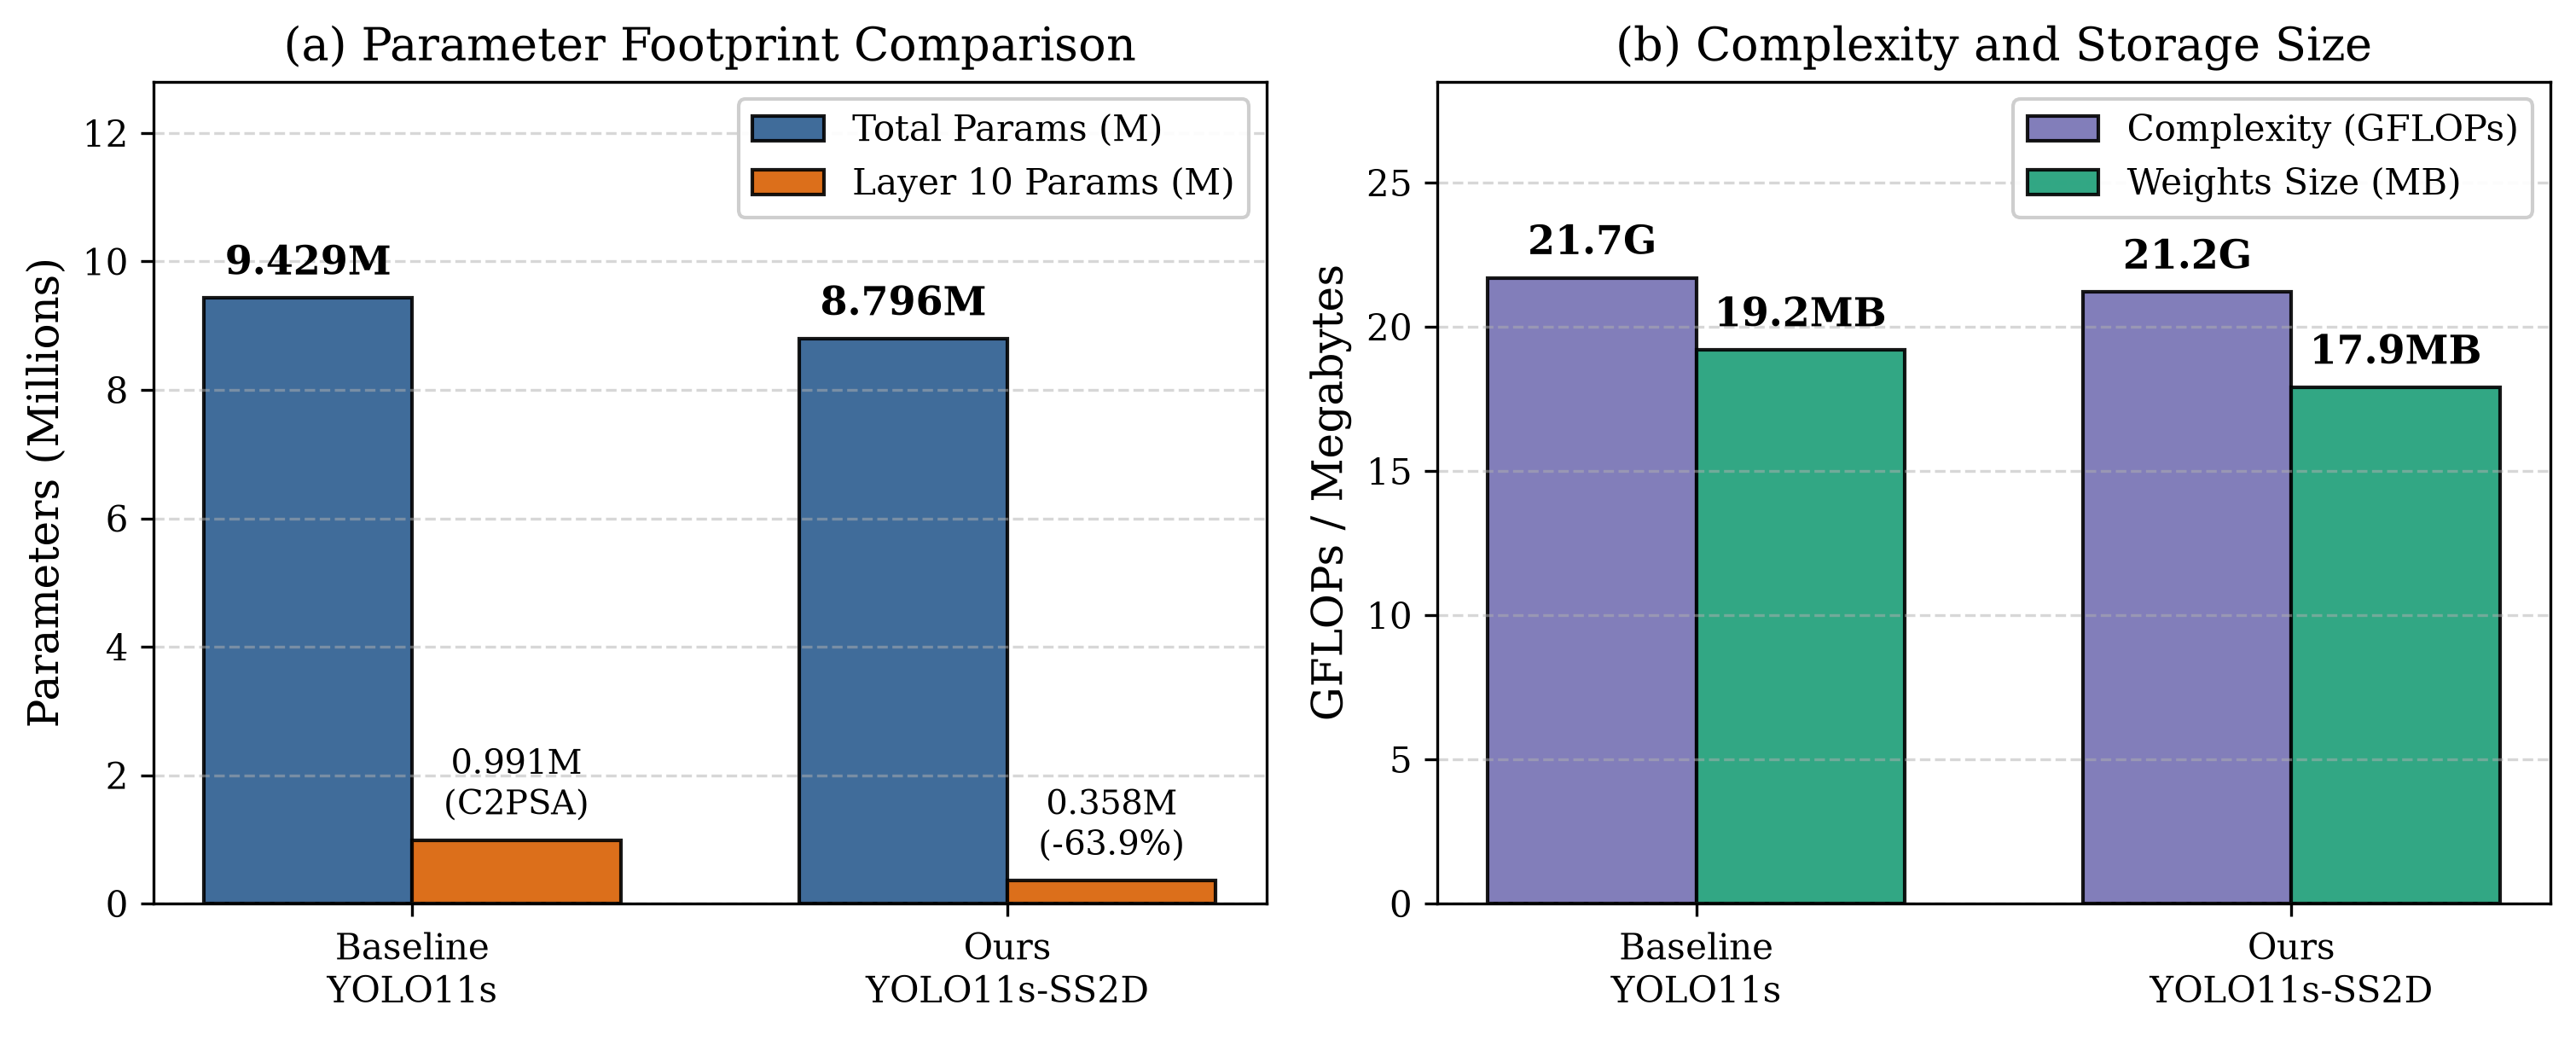 (a) Parameter Footprint Comparison
Total Params (M)
Layer 10 Params (M)
Parameters (Millions)
12
10
8
6
4
2
0
9.429M
0.991M
(C2PSA)
8.796M
0.358M
(-63.9%)
Baseline
YOLO11s
Ours
YOLO11s-SS2D
(b) Complexity and Storage Size
Complexity (GFLOPs)
Weights Size (MB)
GFLOPs / Megabytes
25
20
15
10
5
0
21.7G
19.2MB
21.2G
17.9MB
Baseline
YOLO11s
Ours
YOLO11s-SS2D